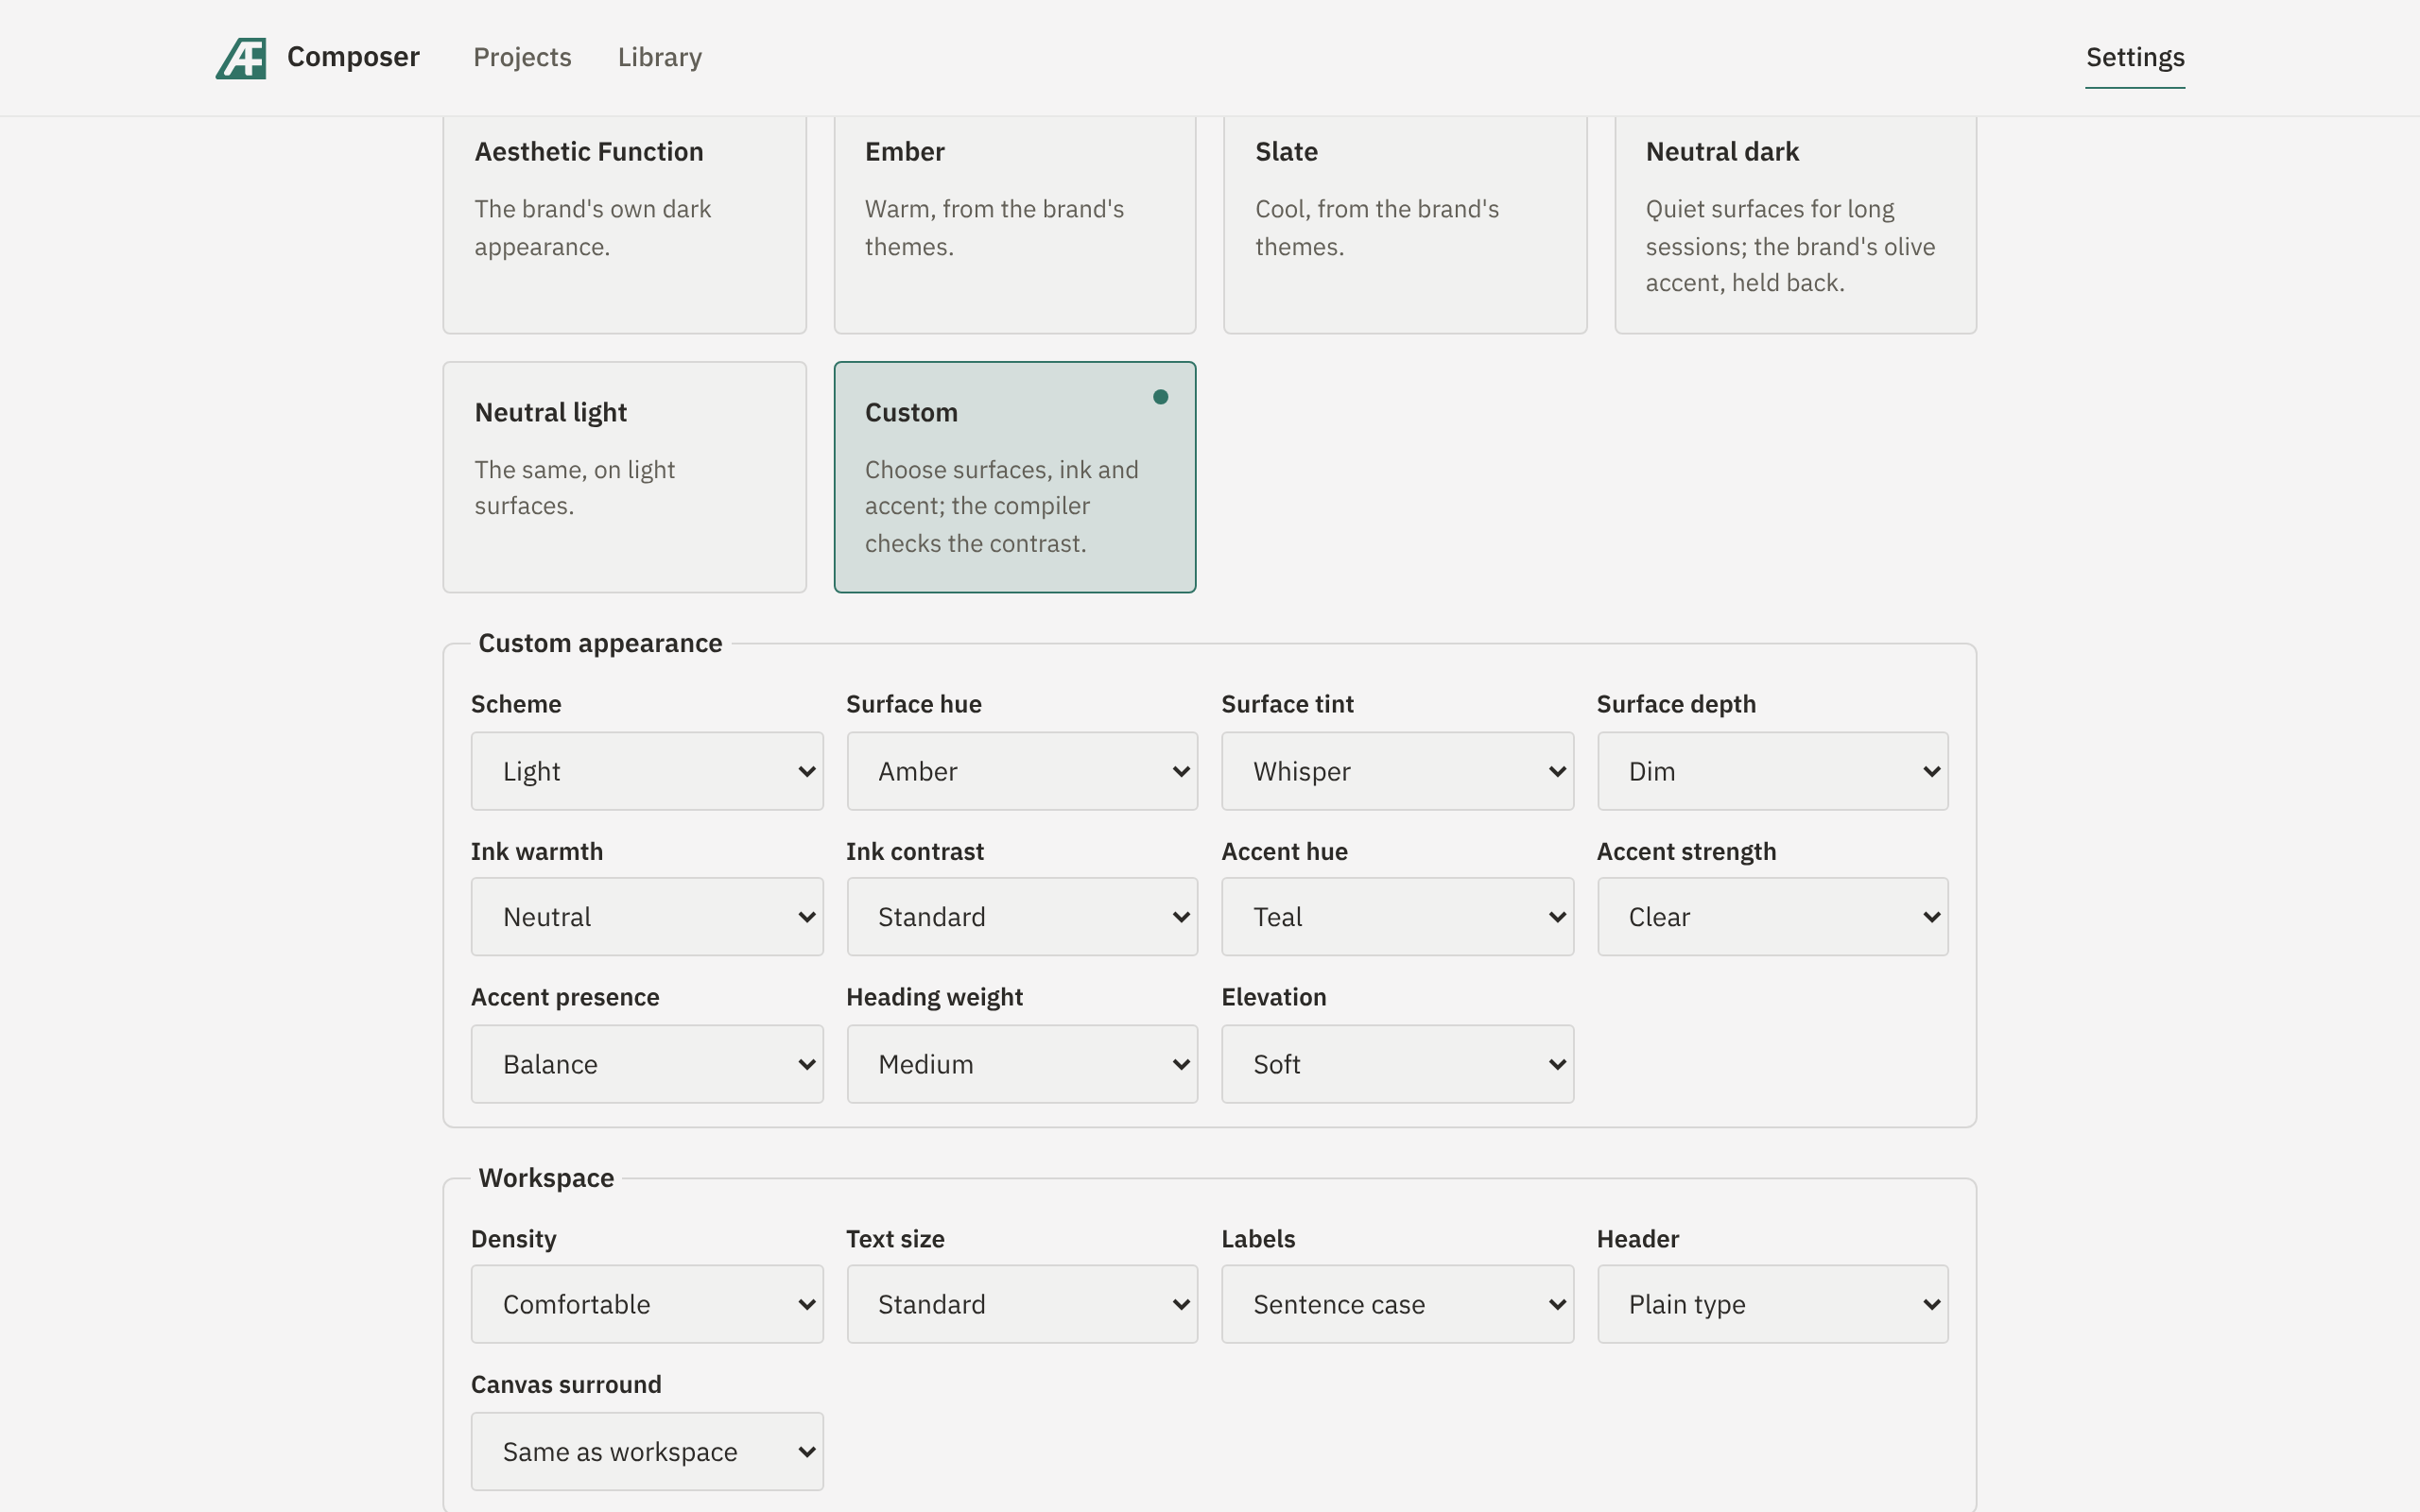 Æ Composer Projects Library Settings
Aesthetic Function
The brand's own dark
appearance.
Ember
Warm, from the brand's
themes.
Slate
Cool, from the brand's
themes.
Neutral dark
Quiet surfaces for long
sessions; the brand's olive
accent, held back.
Neutral light
The same, on light
surfaces.
Custom
Choose surfaces, ink and
accent; the compiler
checks the contrast.
Custom appearance
Scheme Surface hue Surface tint Surface depth
Light Amber Whisper Dim
Ink warmth Ink contrast Accent hue Accent strength
Neutral Standard Teal Clear
Accent presence Heading weight Elevation
Balance Medium Soft
Workspace
Density Text size Labels Header
Comfortable Standard Sentence case Plain type
Canvas surround
Same as workspace